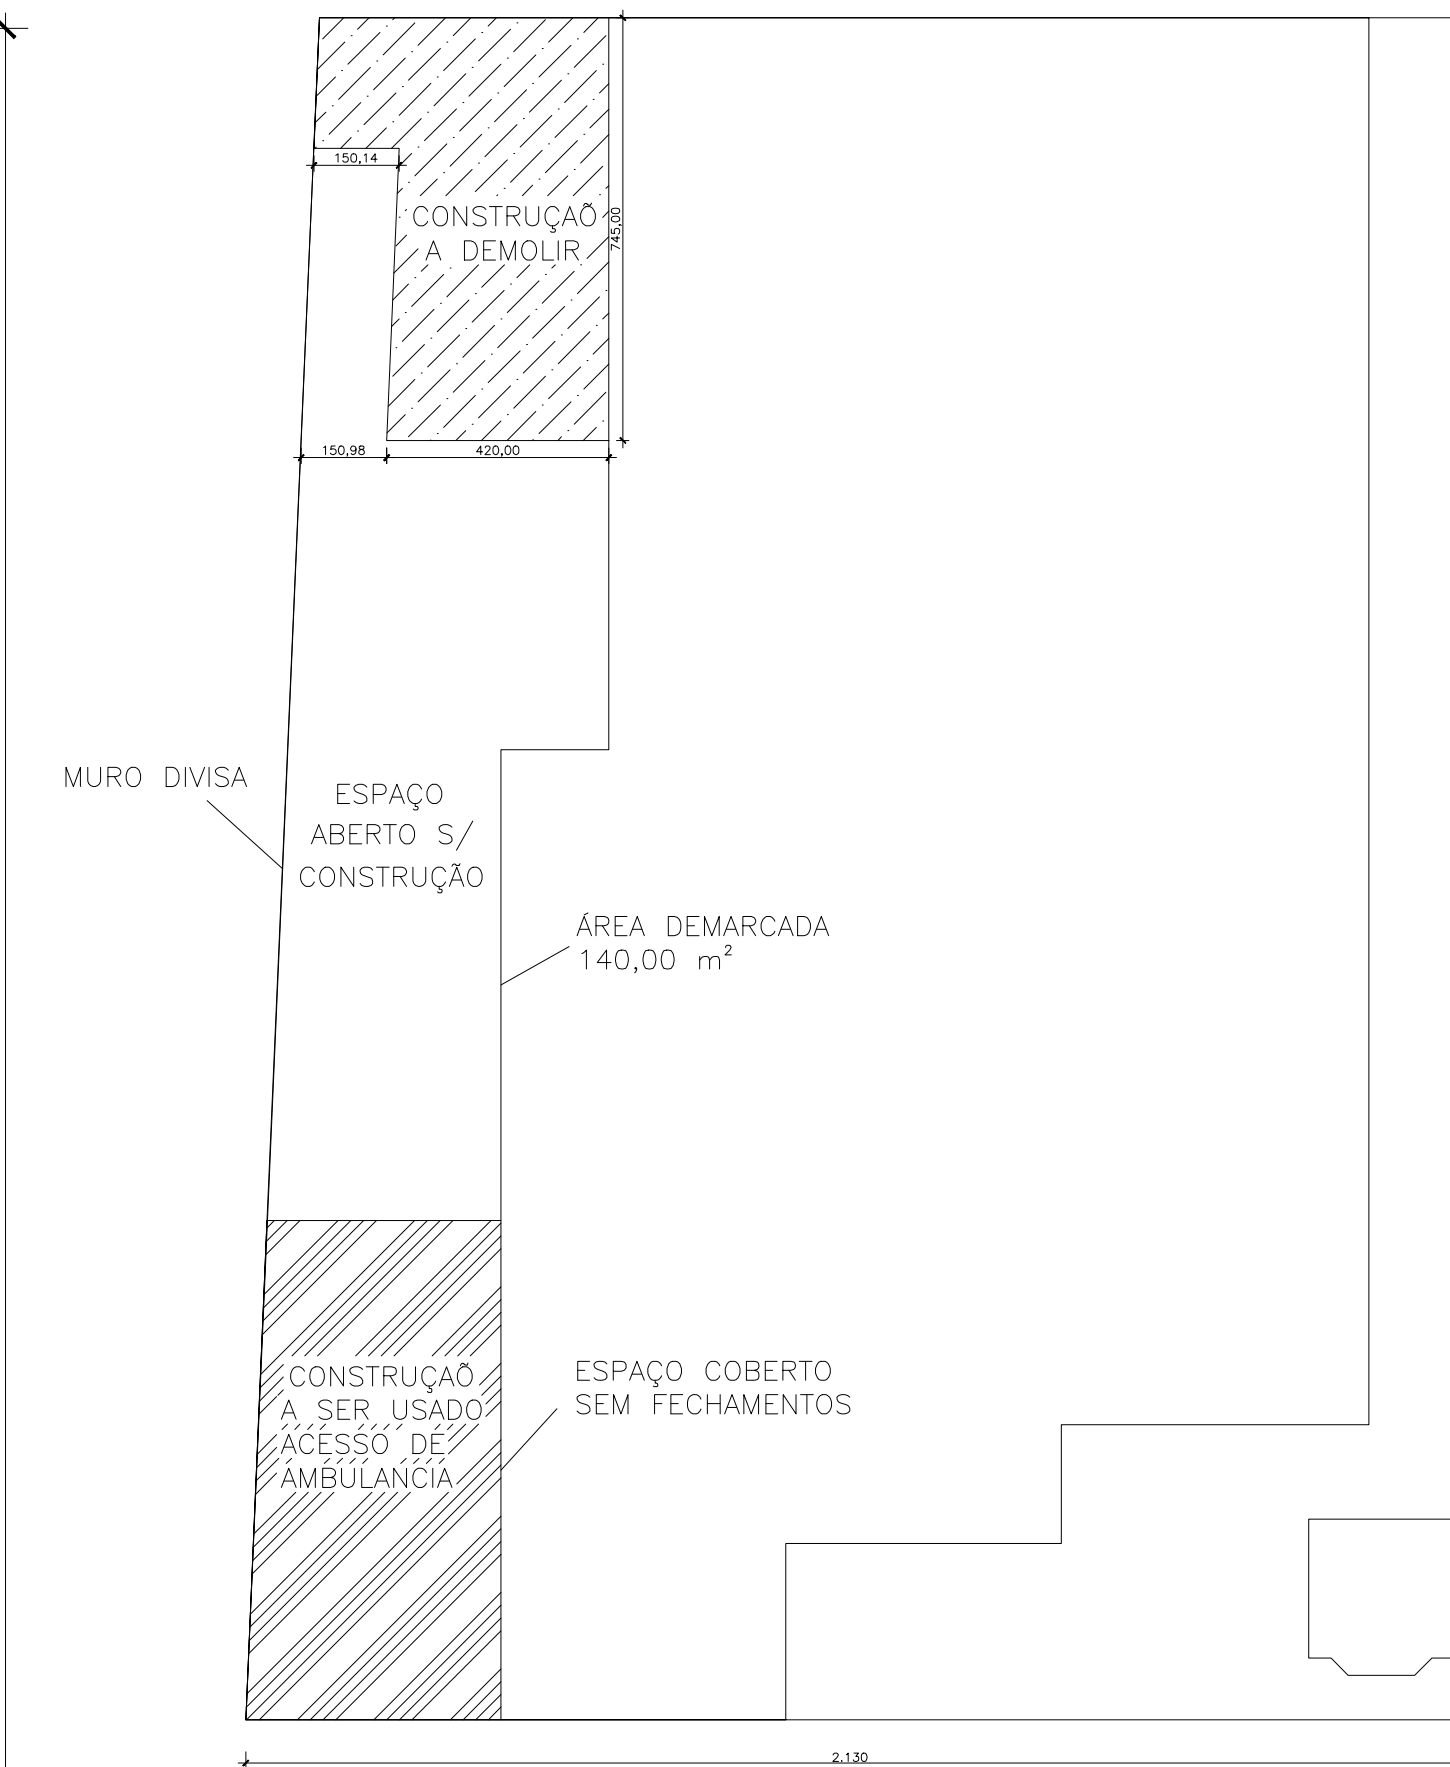 150,14
CONSTRUÇAÕ
A DEMOLIR
745,00
150,98
420,00
MURO DIVISA
ESPAÇO
ABERTO S/
CONSTRUÇÃO
ÁREA DEMARCADA
140,00 m²
CONSTRUÇAÕ
A SER USADO
ACESSO DE
AMBULANCIA
ESPAÇO COBERTO
SEM FECHAMENTOS
2.130